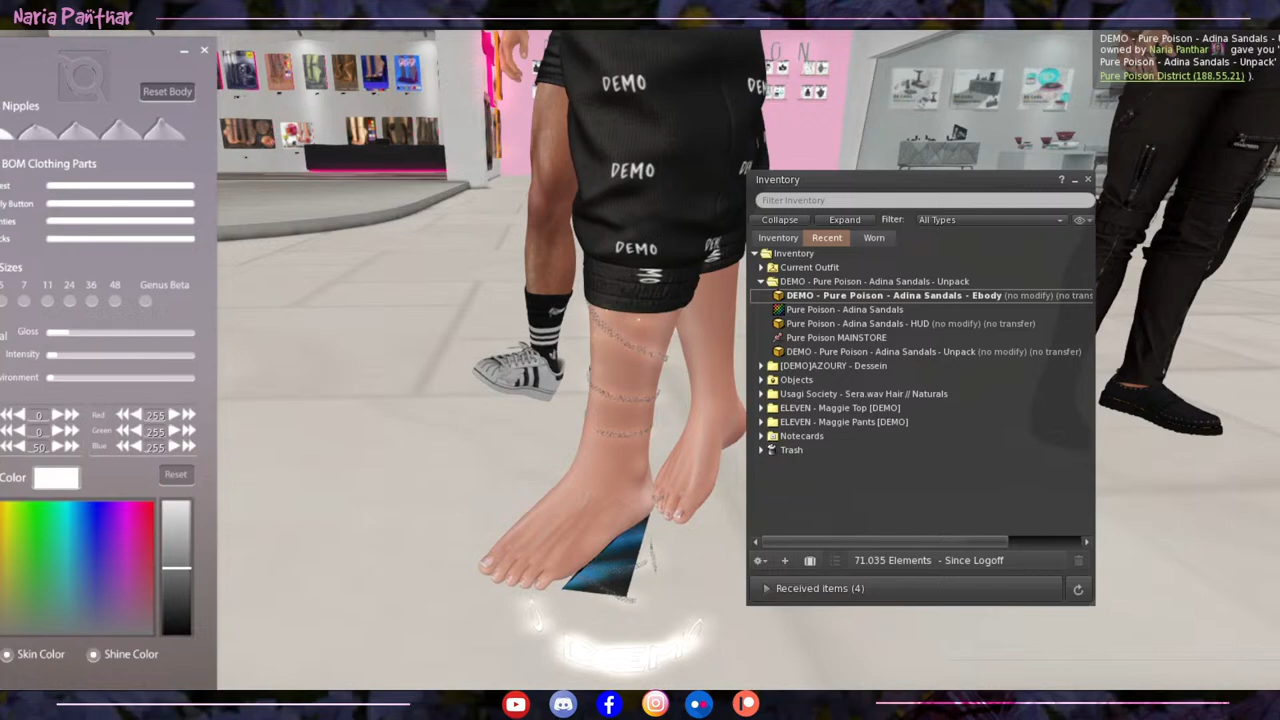 Naria Panthar
Reset Body
Nipples
BOM Clothing Parts
Sizes
7
11
24
36
48
Genus Beta
Gloss
Intensity
0
Red
255
0
Green
255
50
Blue
255
Color
Reset
Skin Color
Shine Color
DEMO
DEMO
DEMO
DEMO - Pure Poison - Adina Sandals -
owned by Naria Panthar gave you '
Pure Poison - Adina Sandals - Unpack'
Pure Poison District (188,55,21) ).
Inventory
?
Filter Inventory
Collapse
Expand
Filter:
All Types
Inventory
Recent
Worn
Inventory
Current Outfit
DEMO - Pure Poison - Adina Sandals - Unpack
DEMO - Pure Poison - Adina Sandals - Ebody (no modify) (no trans
Pure Poison - Adina Sandals
Pure Poison - Adina Sandals - HUD (no modify) (no transfer)
Pure Poison MAINSTORE
DEMO - Pure Poison - Adina Sandals - Unpack (no modify) (no transfer)
[DEMO]AZOURY - Dessein
Objects
Usagi Society - Sera.wav Hair // Naturals
ELEVEN - Maggie Top [DEMO]
ELEVEN - Maggie Pants [DEMO]
Notecards
Trash
71.035 Elements - Since Logoff
Received items (4)